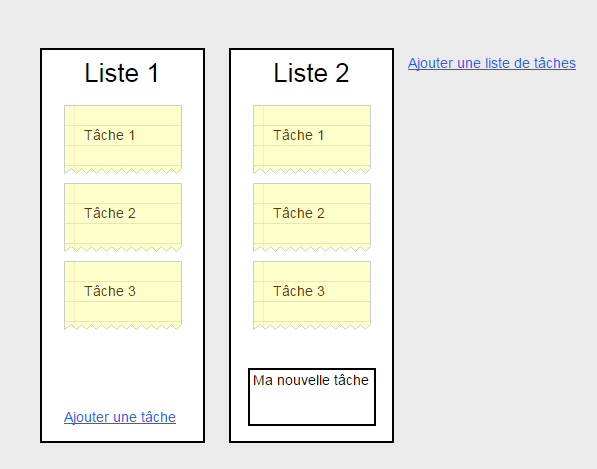 Liste 1
Tâche 1
Tâche 2
Tâche 3
Ajouter une tâche
Liste 2
Tâche 1
Tâche 2
Tâche 3
Ma nouvelle tâche
Ajouter une liste de tâches